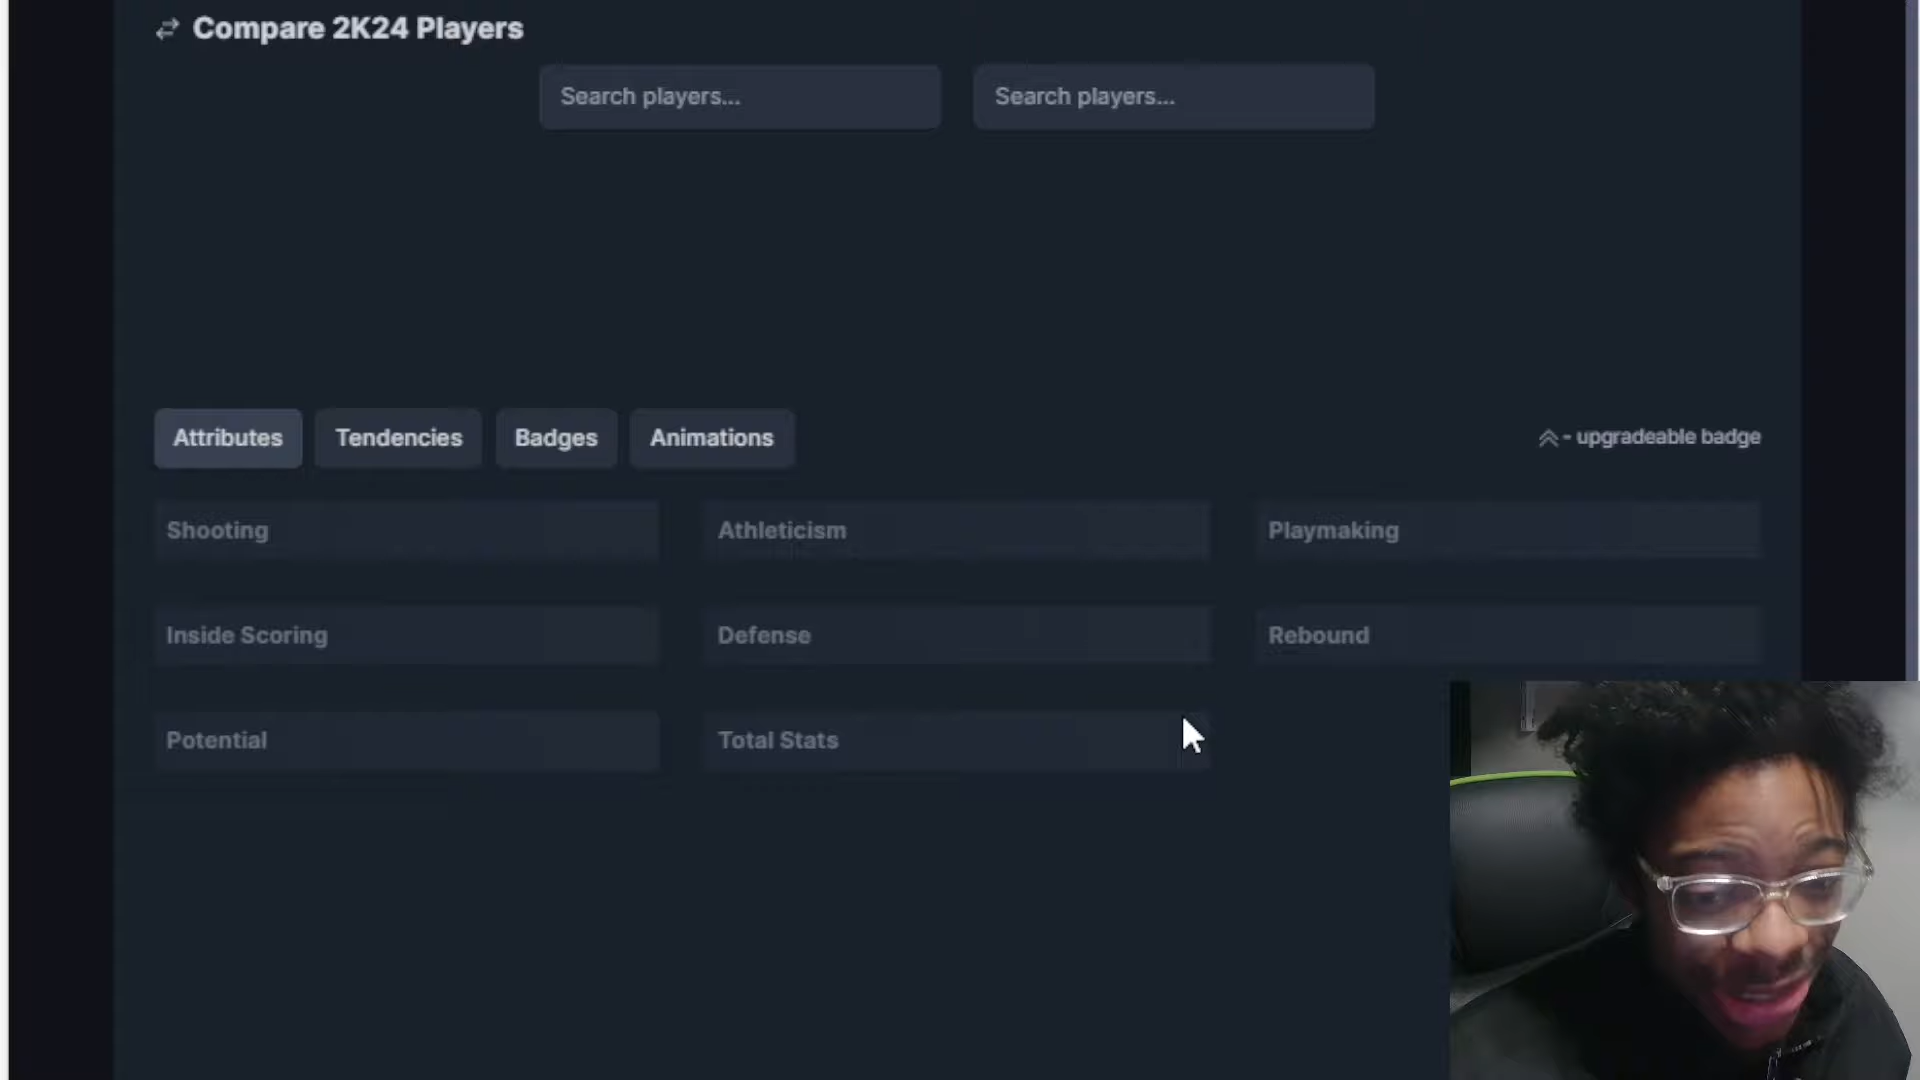 Compare 2K24 Players
Search players...
Search players...
Attributes
Tendencies
Badges
Animations
- upgradeable badge
Shooting
Athleticism
Playmaking
Inside Scoring
Defense
Rebound
Potential
Total Stats